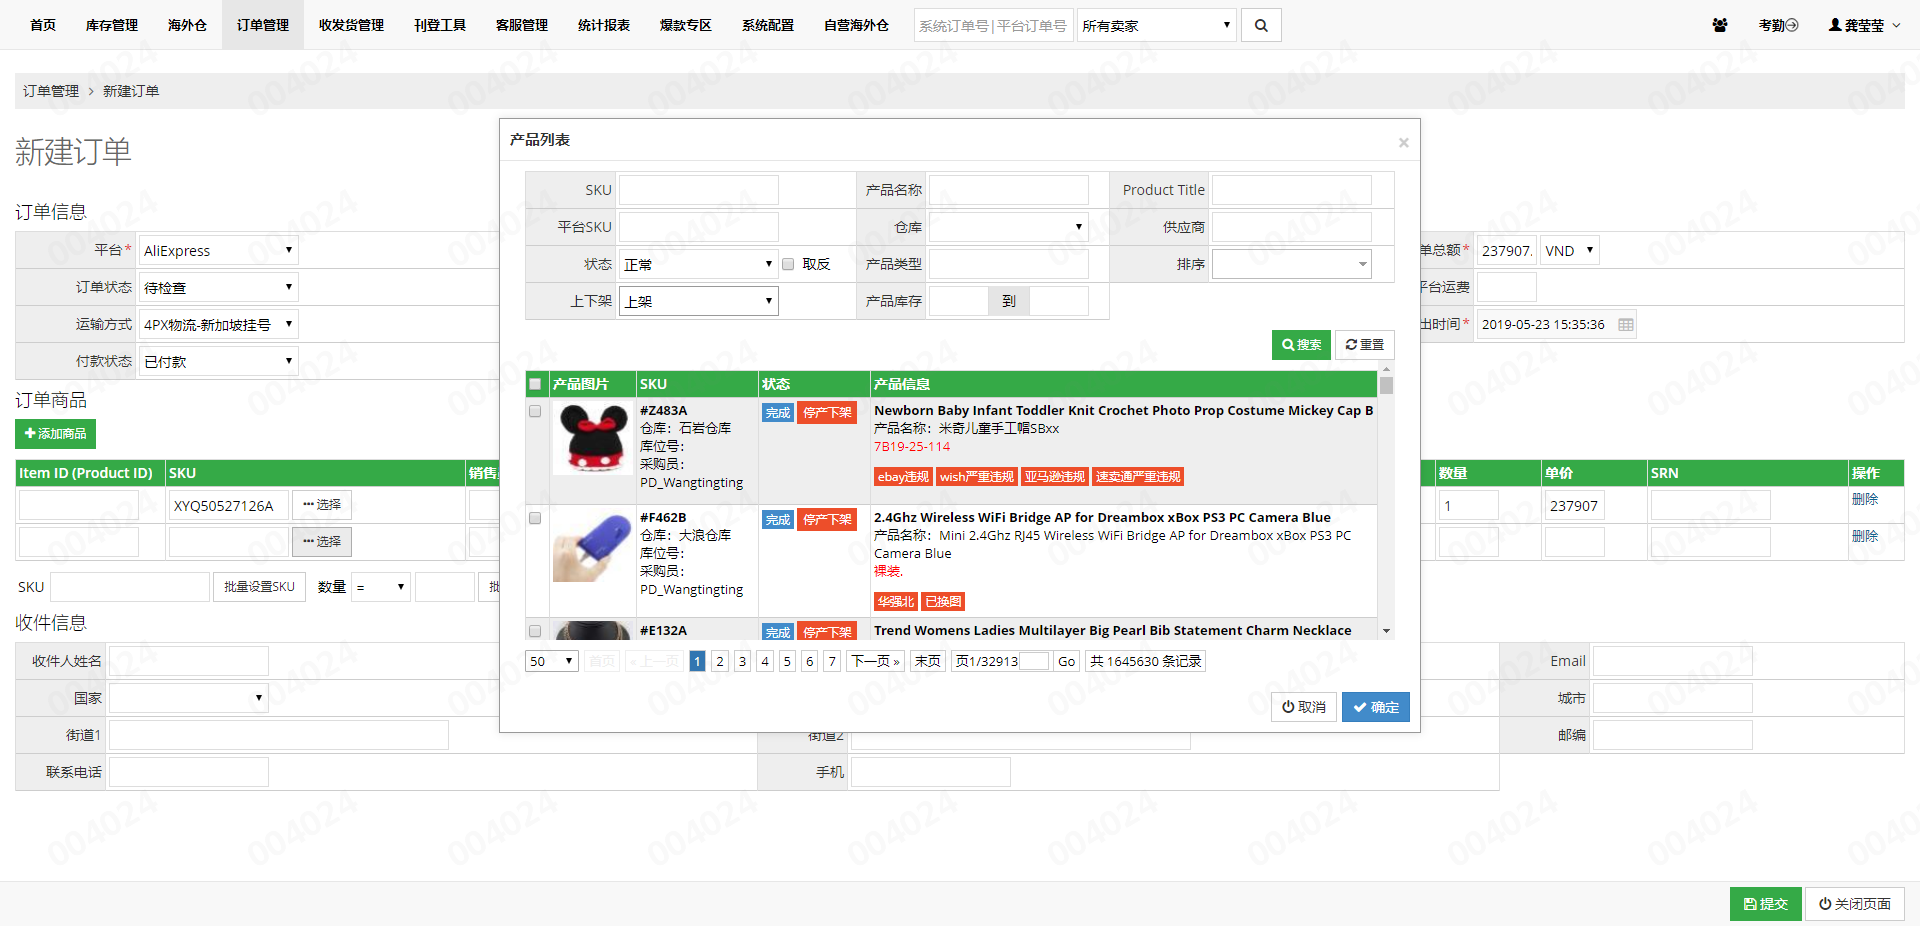 首页 库存管理 海外仓 订单管理 收发货管理 刊登工具 客服管理 统计报表 爆款专区 系统配置 自营海外仓 系统订单号|平台订单号 所有卖家 考勤 龚莹莹
订单管理 > 新建订单
新建订单
订单信息
平台* AliExpress
订单状态 待检查
运输方式 4PX物流-新加坡挂号
付款状态 已付款
单总额* 237907. VND
平台运费
出时间* 2019-05-23 15:35:36
订单商品
添加商品
Item ID (Product ID) SKU 销售 数量 单价 SRN 操作
XYQ50527126A 选择 1 237907 删除
选择 删除
SKU 批量设置SKU 数量 = 批
收件信息
收件人姓名 Email
国家 城市
街道1 街道2 邮编
联系电话 手机
产品列表 ×
SKU 产品名称 Product Title
平台SKU 仓库 供应商
状态 正常 取反 产品类型 排序
上下架 上架 产品库存 到
搜索 重置
产品图片 SKU 状态 产品信息
#Z483A 完成 停产下架 Newborn Baby Infant Toddler Knit Crochet Photo Prop Costume Mickey Cap B
仓库：石岩仓库 产品名称：米奇儿童手工帽SBxx
库位号： 7B19-25-114
采购员：
PD_Wangtingting ebay违规 wish严重违规 亚马逊违规 速卖通严重违规
#F462B 完成 停产下架 2.4Ghz Wireless WiFi Bridge AP for Dreambox xBox PS3 PC Camera Blue
仓库：大浪仓库 产品名称：Mini 2.4Ghz RJ45 Wireless WiFi Bridge AP for Dreambox xBox PS3 PC
库位号： Camera Blue
采购员： 裸装.
PD_Wangtingting
华强北 已换图
#E132A 完成 停产下架 Trend Womens Ladies Multilayer Big Pearl Bib Statement Charm Necklace
50 首页 « 上一页 1 2 3 4 5 6 7 下一页 » 末页 页1/32913 Go 共 1645630 条记录
取消 确定
提交 关闭页面
004024